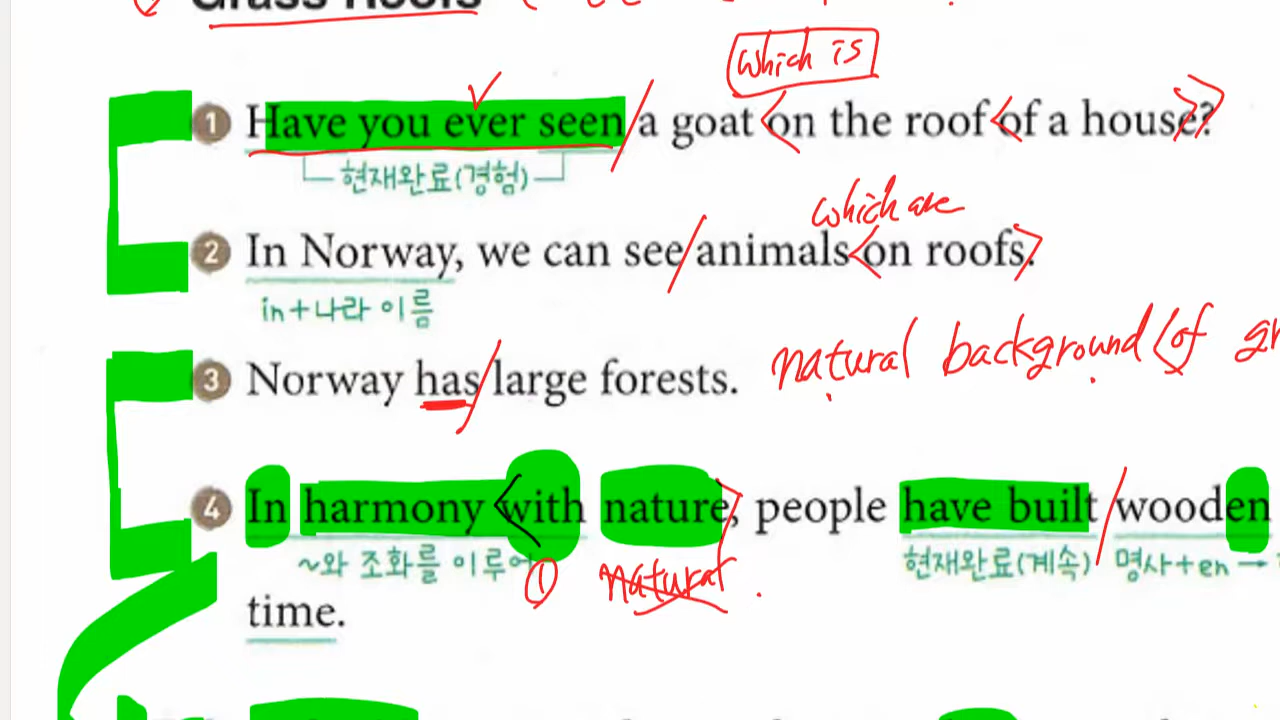 Grass Roofs
which is
1 Have you ever seen a goat on the roof of a house?
현재완료(경험)
which are
2 In Norway, we can see animals on roofs.
in+나라 이름
3 Norway has large forests. natural background of
4 In harmony with nature, people have built wooden
~와 조화를 이루어 ① natural 현재완료(계속) 명사+en →
time.